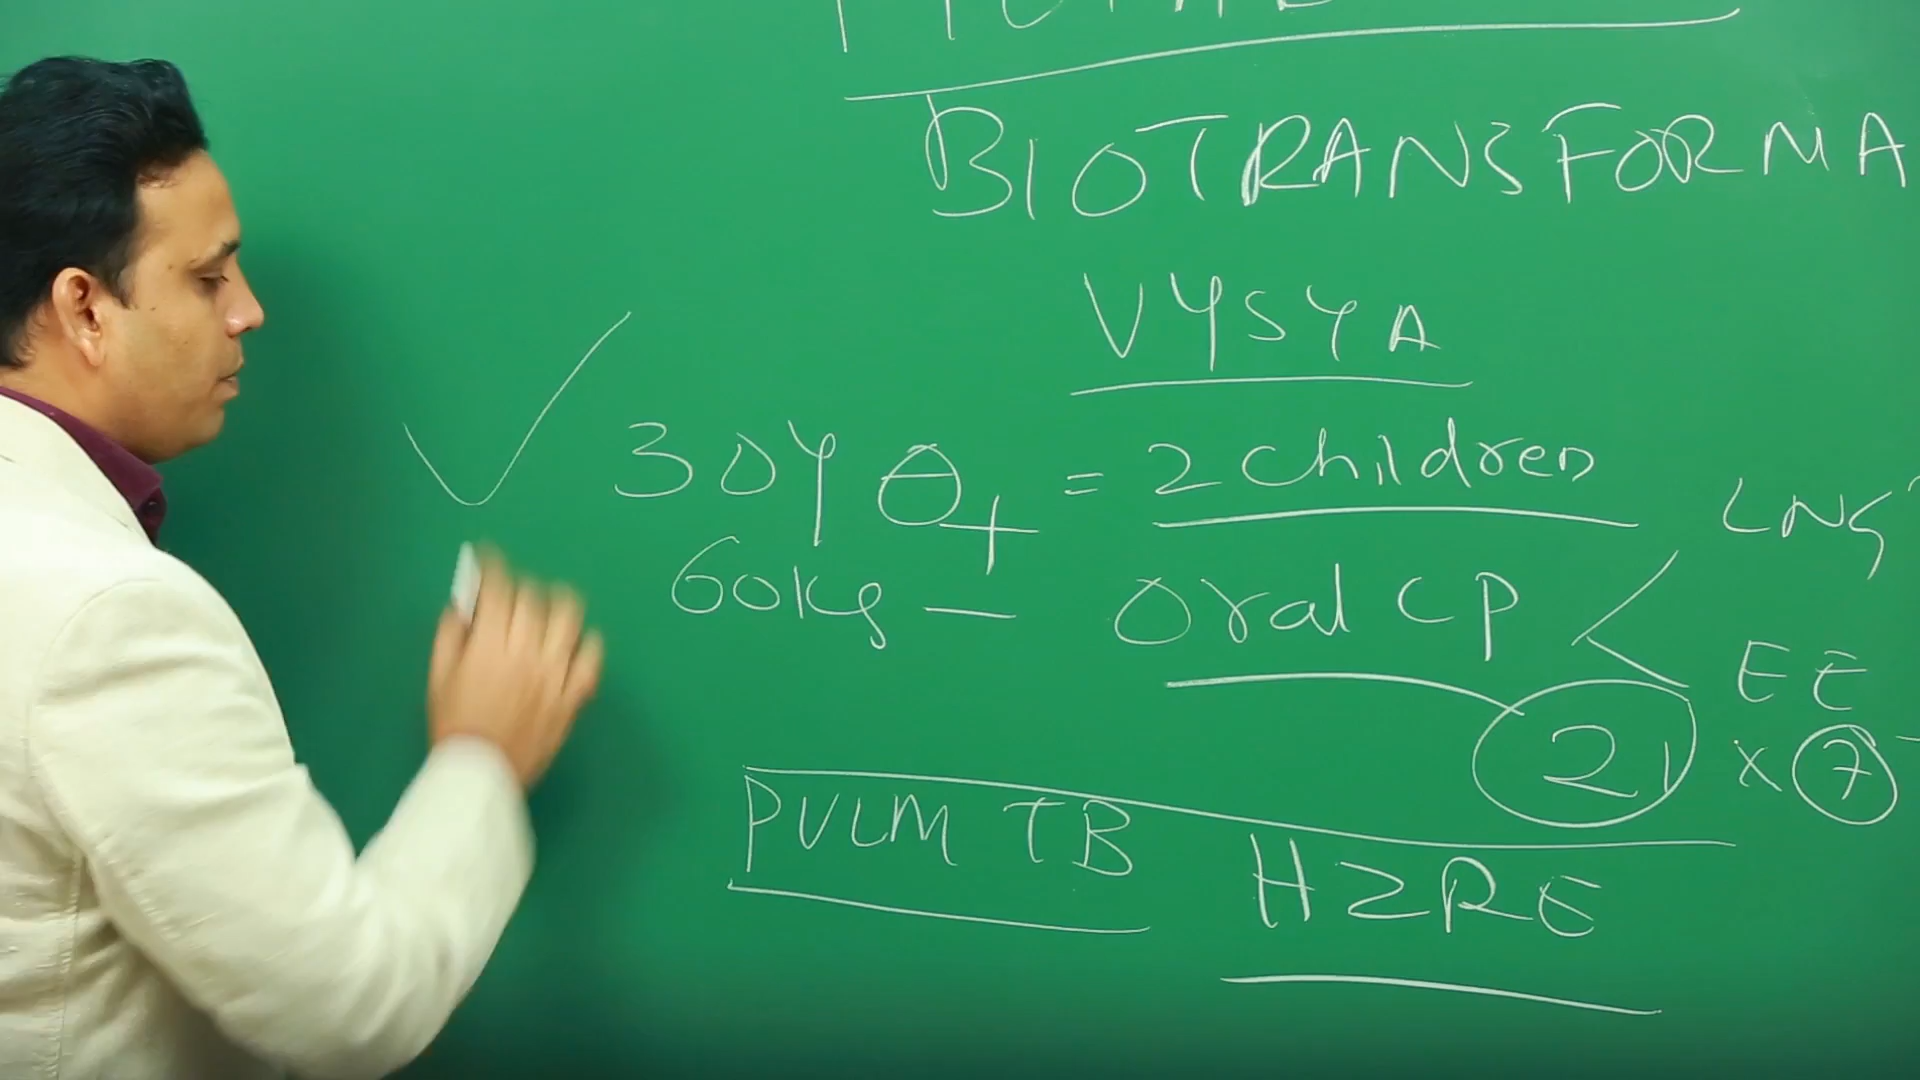 BIOTRANSFORMA
VYSYA
30Y ♀ = 2 Children
LNG
60Kg — Oral CP <
EE
21 x 7
PULM TB
HZRE